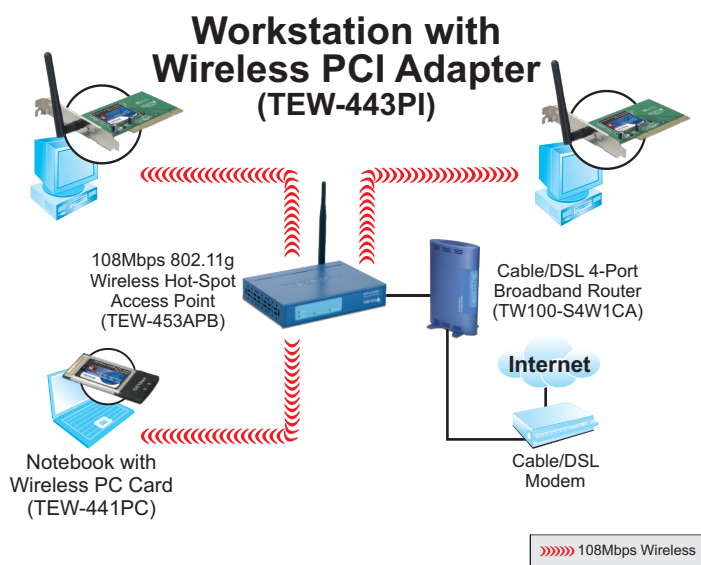 Workstation with
Wireless PCI Adapter
(TEW-443PI)
108Mbps 802.11g
Wireless Hot-Spot
Access Point
(TEW-453APB)
Cable/DSL 4-Port
Broadband Router
(TW100-S4W1CA)
Internet
Cable/DSL
Modem
Notebook with
Wireless PC Card
(TEW-441PC)
108Mbps Wireless